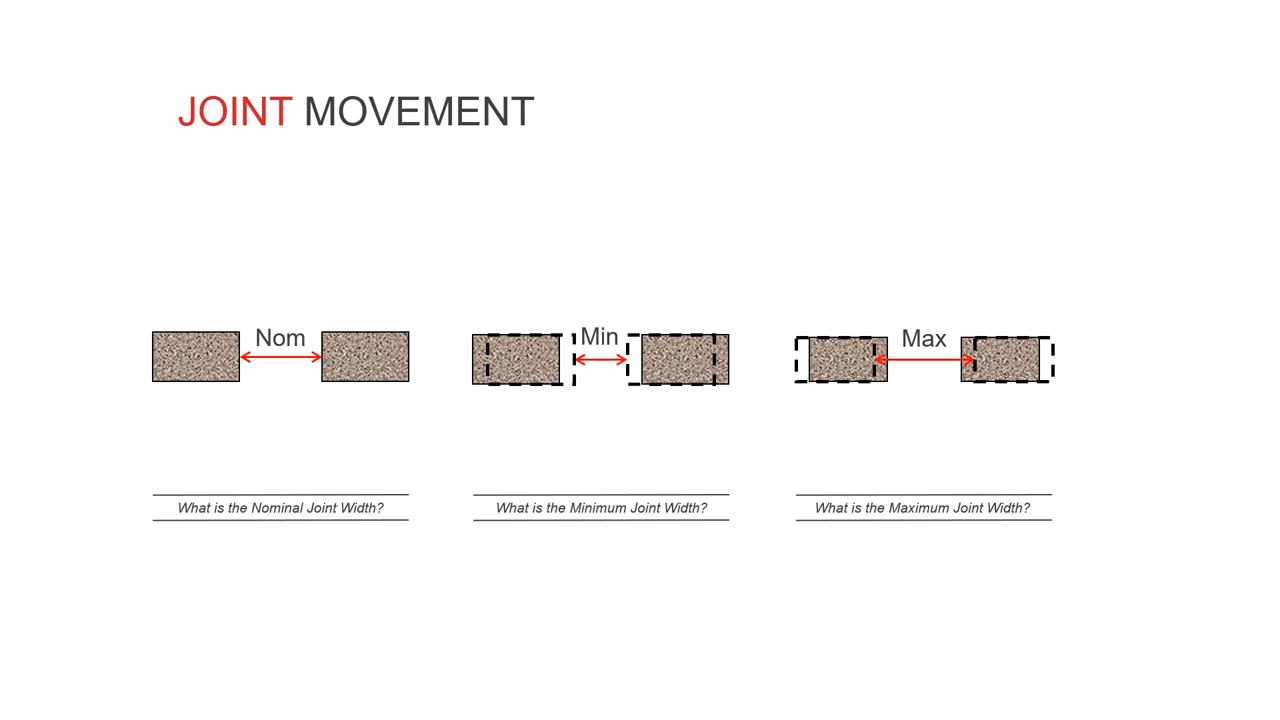 JOINT MOVEMENT
Nom
Min
Max
What is the Nominal Joint Width?
What is the Minimum Joint Width?
What is the Maximum Joint Width?